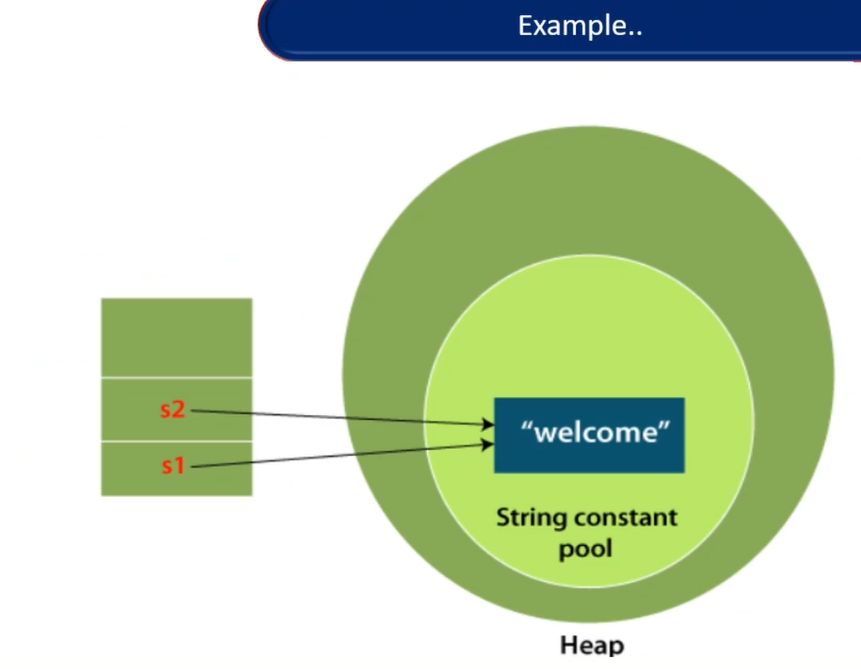 Example..
s2
s1
“welcome”
String constant
pool
Heap